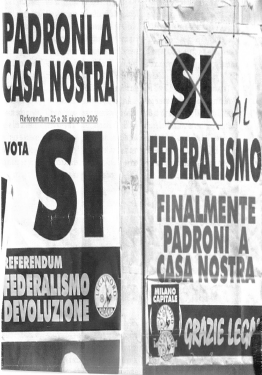 PADRONI A
CASA NOSTRA
Referendum 25 e 26 giugno 2006
VOTA
SI
REFERENDUM
FEDERALISMO
DEVOLUZIONE
SI AL
FEDERALISMO
FINALMENTE
PADRONI A
CASA NOSTRA
MILANO
CAPITALE
GRAZIE LEGA